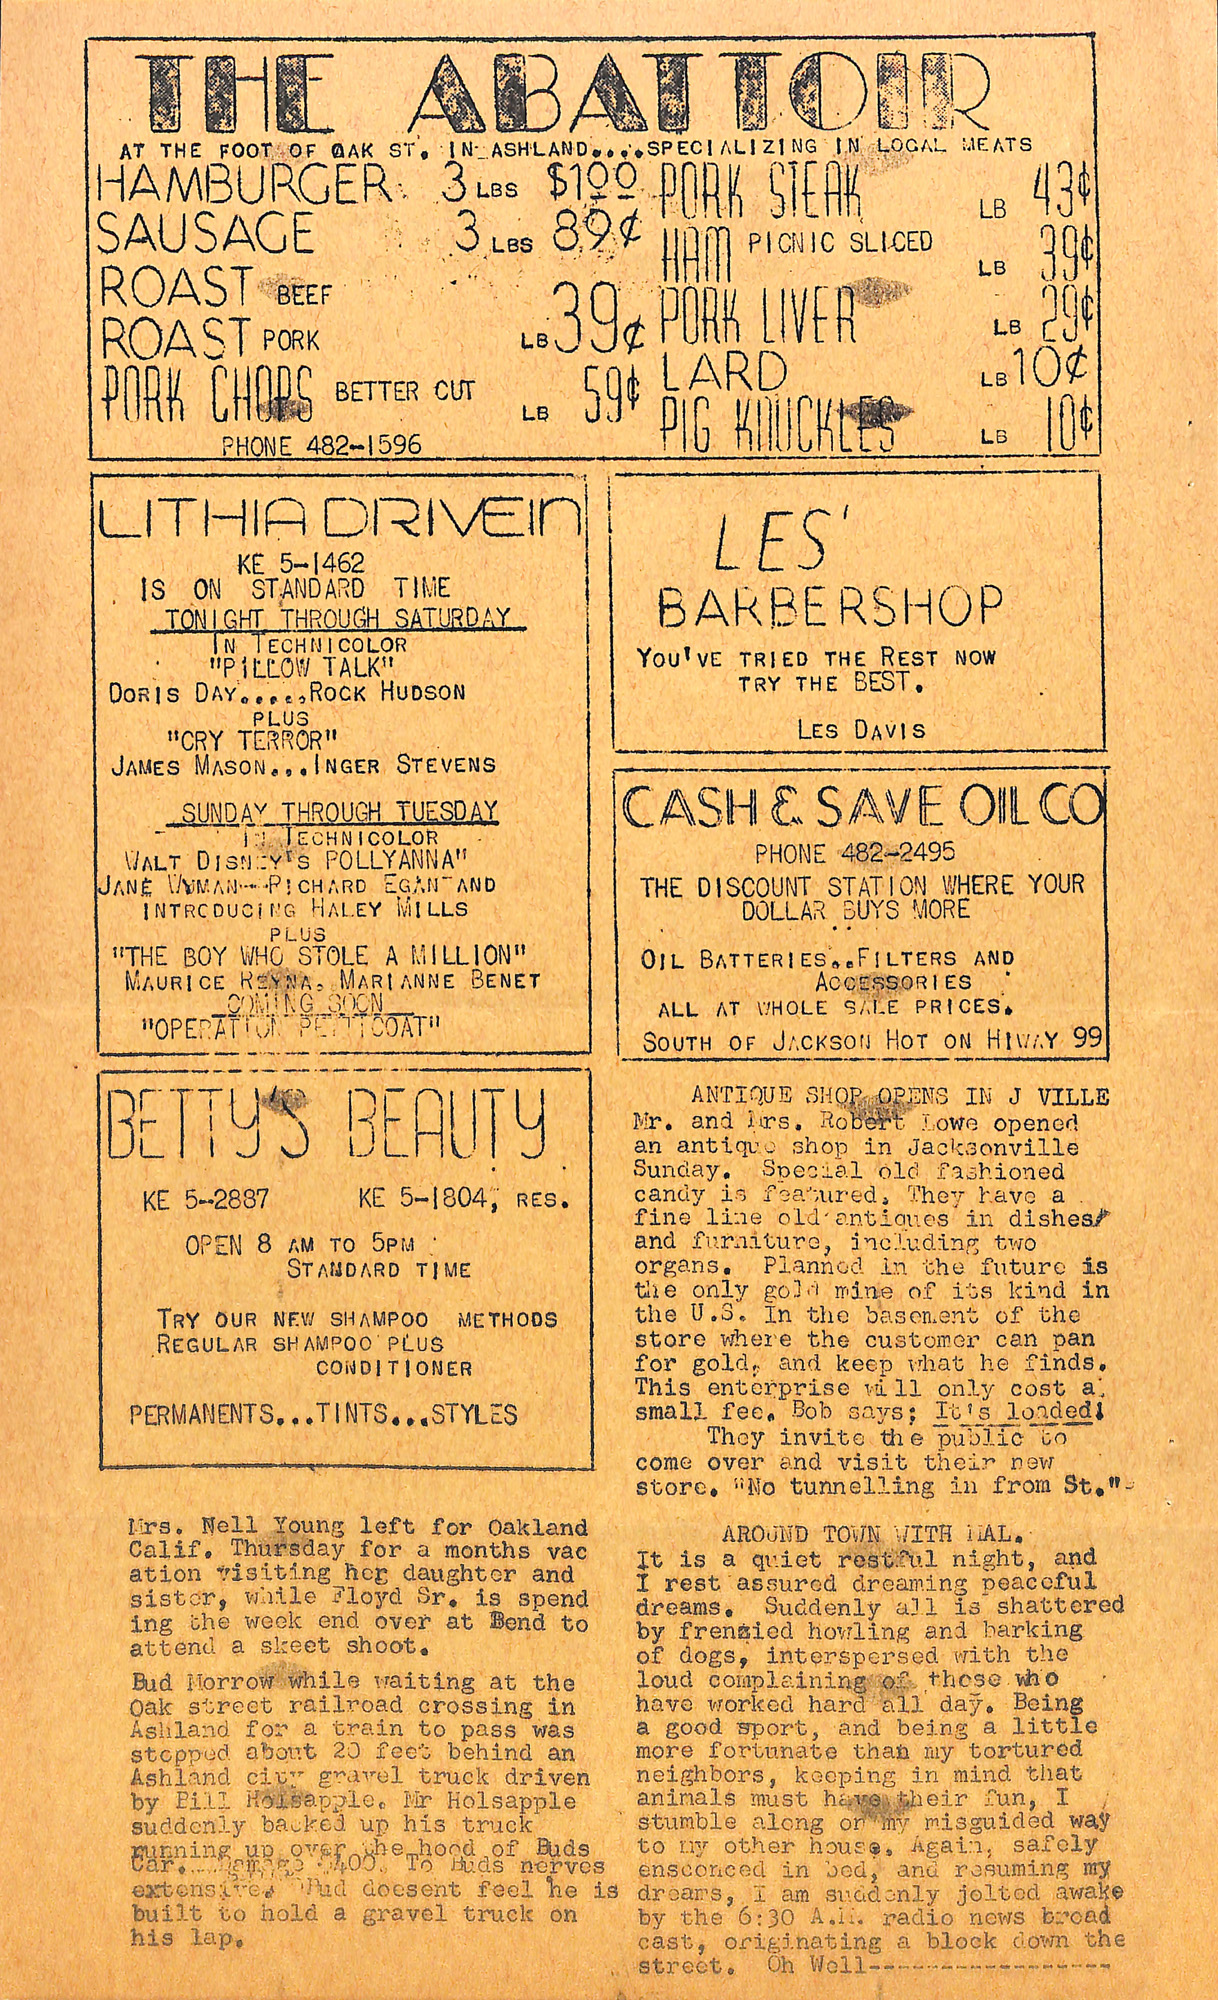 THE ABATTOIR
AT THE FOOT OF OAK ST. IN ASHLAND....SPECIALIZING IN LOCAL MEATS
HAMBURGER 3 LBS $1.00
SAUSAGE 3 LBS 89¢
ROAST BEEF
ROAST PORK LB 39¢
PORK CHOPS BETTER CUT LB 59¢
PHONE 482-1596
PORK STEAK LB 43¢
HAM PICNIC SLICED LB 39¢
PORK LIVER LB 29¢
LARD LB 10¢
PIG KNUCKLES LB 10¢
LITHIA DRIVEIN
KE 5-1462
IS ON STANDARD TIME
TONIGHT THROUGH SATURDAY
IN TECHNICOLOR
"PILLOW TALK"
DORIS DAY.....ROCK HUDSON
PLUS
"CRY TERROR"
JAMES MASON...INGER STEVENS
SUNDAY THROUGH TUESDAY
IN TECHNICOLOR
WALT DISNEY'S POLLYANNA"
JANE WYMAN--RICHARD EGAN AND
INTRODUCING HALEY MILLS
PLUS
"THE BOY WHO STOLE A MILLION"
MAURICE REYNA, MARIANNE BENET
COMING SOON
"OPERATION PETTICOAT"
LES'
BARBERSHOP
YOU'VE TRIED THE REST NOW
TRY THE BEST.
LES DAVIS
CASH & SAVE OIL CO
PHONE 482-2495
THE DISCOUNT STATION WHERE YOUR
DOLLAR BUYS MORE
OIL BATTERIES..FILTERS AND
ACCESSORIES
ALL AT WHOLE SALE PRICES.
SOUTH OF JACKSON HOT ON HIWAY 99
BETTY'S BEAUTY
KE 5-2887 KE 5-1804, RES.
OPEN 8 AM TO 5PM
STANDARD TIME
TRY OUR NEW SHAMPOO METHODS
REGULAR SHAMPOO PLUS
CONDITIONER
PERMANENTS...TINTS...STYLES
Mrs. Nell Young left for Oakland
Calif. Thursday for a months vac
ation visiting her daughter and
sister, while Floyd Sr. is spend
ing the week end over at Bend to
attend a skeet shoot.
Bud Morrow while waiting at the
Oak street railroad crossing in
Ashland for a train to pass was
stopped about 20 feet behind an
Ashland city gravel truck driven
by Bill Holsapple. Mr Holsapple
suddenly backed up his truck
running up over the hood of Buds
Car. Damage $400. To Buds nerves
extensive. Bud doesent feel he is
built to hold a gravel truck on
his lap.
ANTIQUE SHOP OPENS IN J VILLE
Mr. and Mrs. Robert Lowe opened
an antique shop in Jacksonville
Sunday. Special old fashioned
candy is featured. They have a
fine line old antiques in dishes
and furniture, including two
organs. Planned in the future is
the only gold mine of its kind in
the U.S. In the basement of the
store where the customer can pan
for gold, and keep what he finds.
This enterprise will only cost a
small fee. Bob says; It's loaded!
They invite the public to
come over and visit their new
store. "No tunnelling in from St."-
AROUND TOWN WITH HAL.
It is a quiet restful night, and
I rest assured dreaming peaceful
dreams. Suddenly all is shattered
by frenzied howling and barking
of dogs, interspersed with the
loud complaining of those who
have worked hard all day. Being
a good sport, and being a little
more fortunate than my tortured
neighbors, keeping in mind that
animals must have their fun, I
stumble along on my misguided way
to my other house. Again, safely
ensconced in bed, and resuming my
dreams, I am suddenly jolted awake
by the 6:30 A.M. radio news broad
cast, originating a block down the
street. Oh Well-------------------